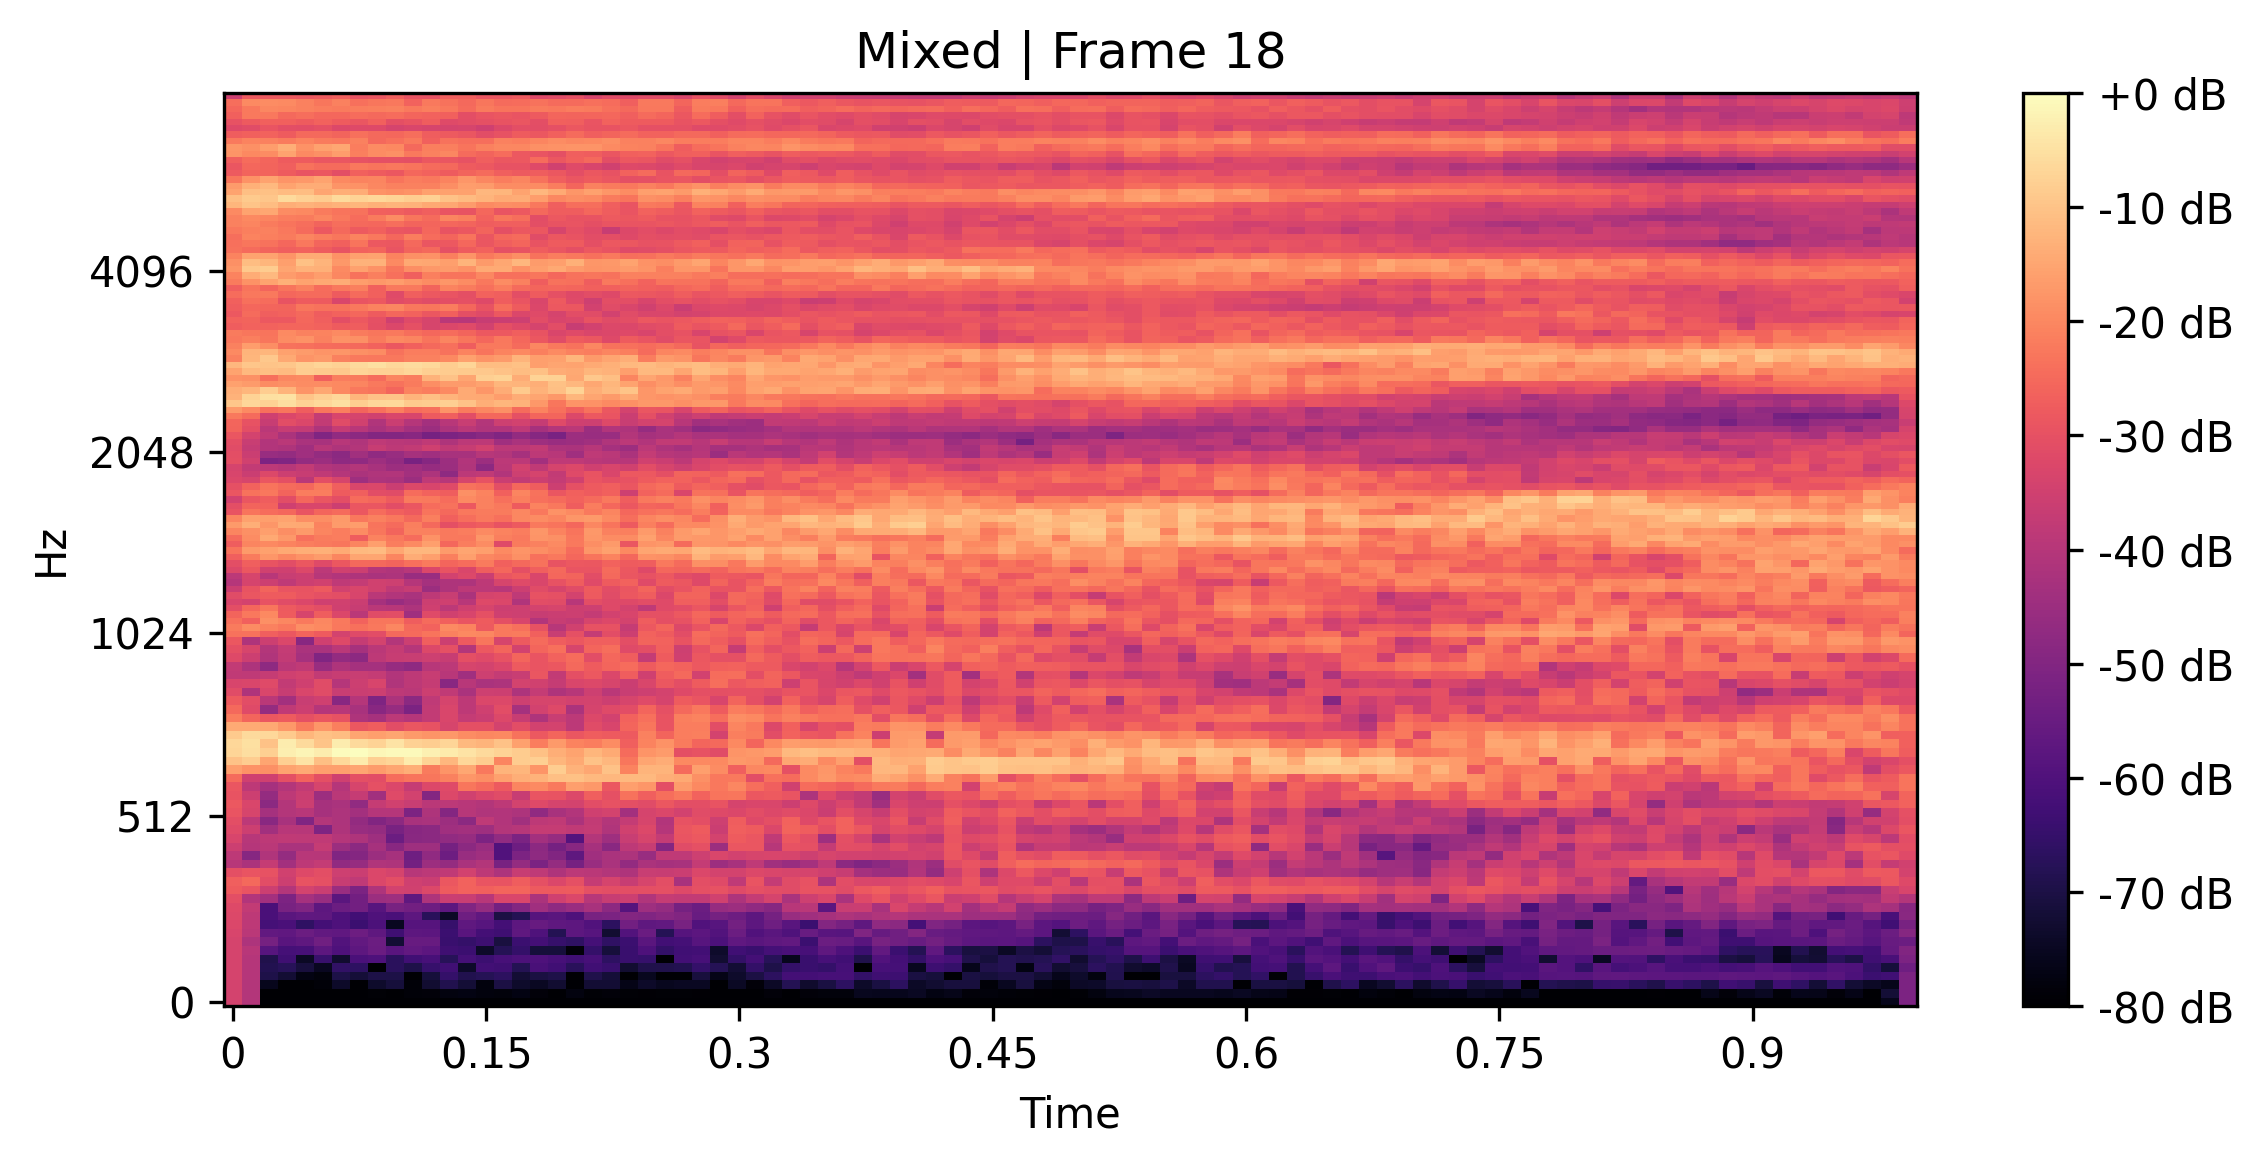 Mixed | Frame 18
Hz
4096
2048
1024
512
0
0 0.15 0.3 0.45 0.6 0.75 0.9
Time
+0 dB
-10 dB
-20 dB
-30 dB
-40 dB
-50 dB
-60 dB
-70 dB
-80 dB